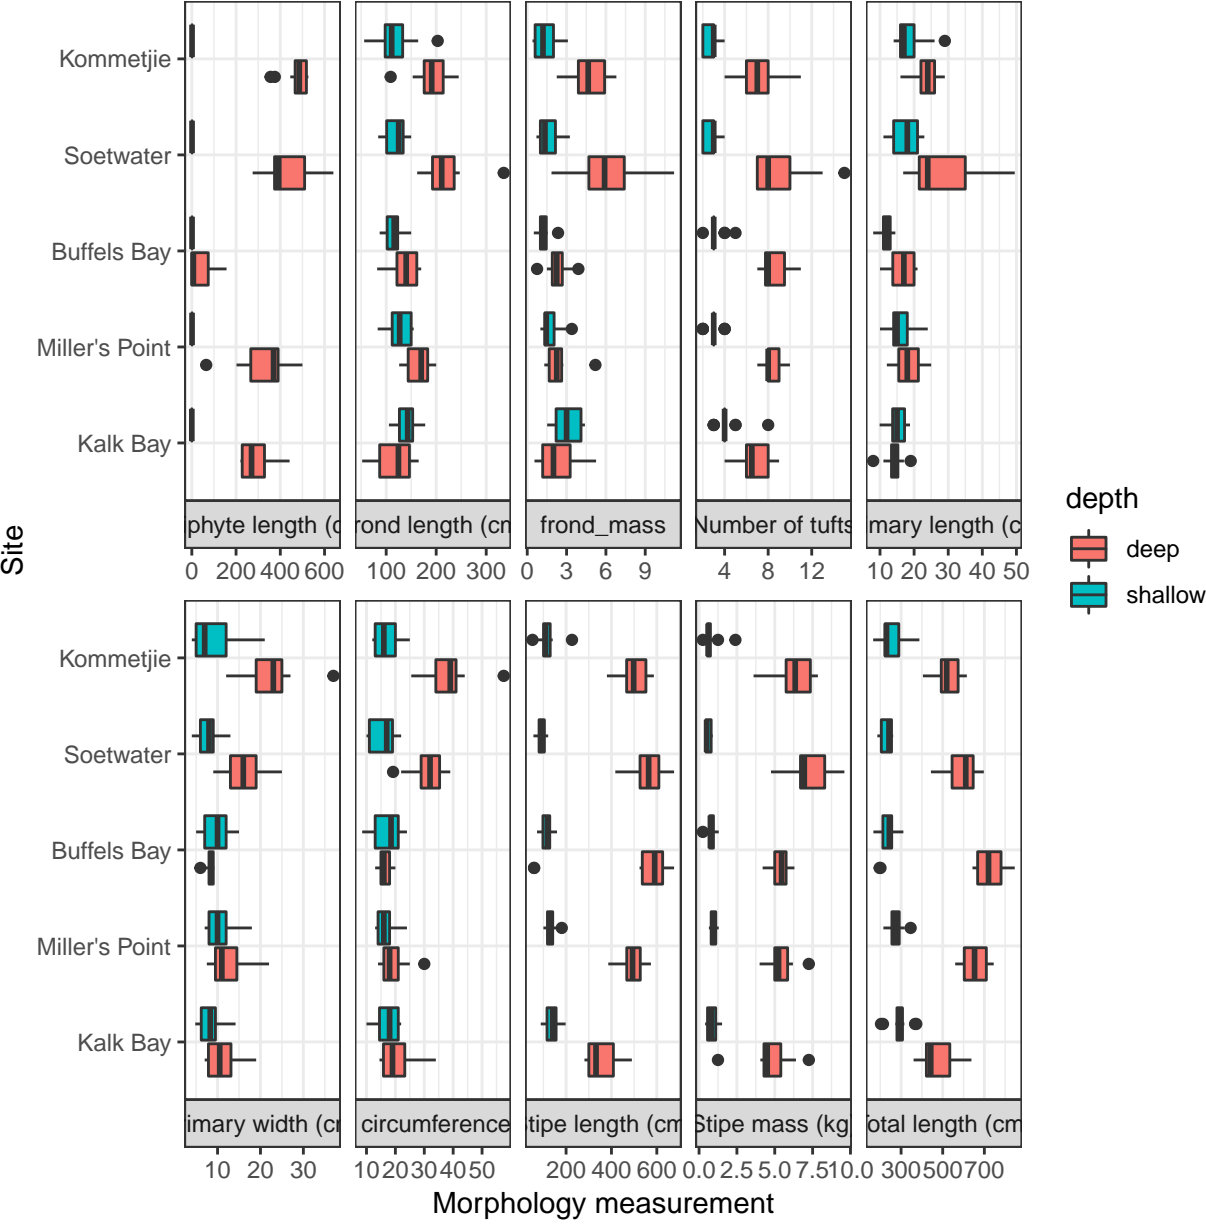 Kommetjie
Soetwater
Buffels Bay
Miller's Point
Kalk Bay
phyte length (c
rond length (cm
frond_mass
Number of tufts
mary length (c
0 200 400 600
100 200 300
0 3 6 9
4 8 12
10 20 30 40 50
Site
depth
deep
shallow
Kommetjie
Soetwater
Buffels Bay
Miller's Point
Kalk Bay
imary width (cm
circumference
tipe length (cm
Stipe mass (kg)
otal length (cm
10 20 30
10 20 30 40 50
200 400 600
0.0 2.5 5.0 7.5 10.0
300 500 700
Morphology measurement